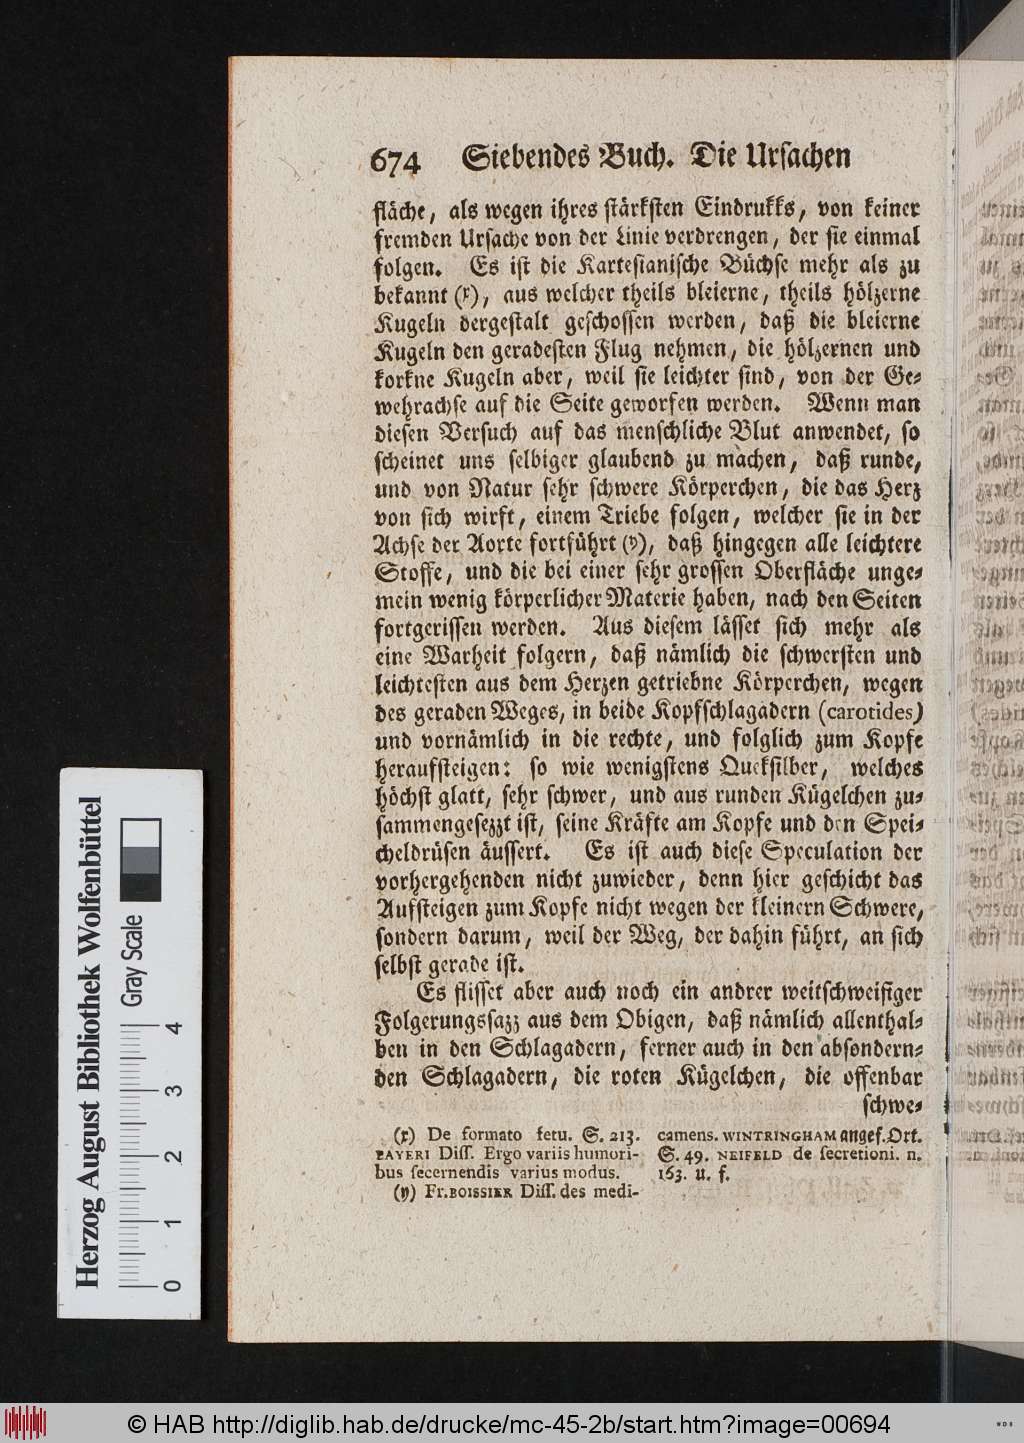 674 Siebendes Buch. Die Ursachen
fläche, als wegen ihres stärksten Eindrukks, von keiner
fremden Ursache von der Linie verdrengen, der sie einmal
folgen. Es ist die Kartesianische Büchse mehr als zu
bekannt (x), aus welcher theils bleierne, theils hölzerne
Kugeln dergestalt geschossen werden, daß die bleierne
Kugeln den geradesten Flug nehmen, die hölzernen und
korkne Kugeln aber, weil sie leichter sind, von der Ge-
wehrachse auf die Seite geworfen werden. Wenn man
diesen Versuch auf das menschliche Blut anwendet, so
scheinet uns selbiger glaubend zu machen, daß runde,
und von Natur sehr schwere Körperchen, die das Herz
von sich wirft, einem Triebe folgen, welcher sie in der
Achse der Aorte fortführt (y), daß hingegen alle leichtere
Stoffe, und die bei einer sehr grossen Oberfläche unge-
mein wenig körperlicher Materie haben, nach den Seiten
fortgerissen werden. Aus diesem lässet sich mehr als
eine Warheit folgern, daß nämlich die schwersten und
leichtesten aus dem Herzen getriebne Körperchen, wegen
des geraden Weges, in beide Kopfschlagadern (carotides)
und vornämlich in die rechte, und folglich zum Kopfe
heraufsteigen: so wie wenigstens Queksilber, welches
höchst glatt, sehr schwer, und aus runden Kügelchen zu-
sammengesezzt ist, seine Kräfte am Kopfe und den Spei-
cheldrüsen äussert. Es ist auch diese Speculation der
vorhergehenden nicht zuwieder, denn hier geschicht das
Aufsteigen zum Kopfe nicht wegen der kleinern Schwere,
sondern darum, weil der Weg, der dahin führt, an sich
selbst gerade ist.
Es flisset aber auch noch ein andrer weitschweifiger
Folgerungssazz aus dem Obigen, daß nämlich allenthal-
ben in den Schlagadern, ferner auch in den absondern-
den Schlagadern, die roten Kügelchen, die offenbar
schwe-
(x) De formato fetu. S. 213.
PAYERI Diss. Ergo variis humori-
bus secernendis varius modus.
(y) Fr. BOISSIER Diss. des medi-
camens. WINTRINGHAM angef. Ort.
S. 49. NEIFELD de secretioni. n.
163. u. f.
Herzog August Bibliothek Wolfenbüttel
Gray Scale
0 1 2 3 4
© HAB http://diglib.hab.de/drucke/mc-45-2b/start.htm?image=00694